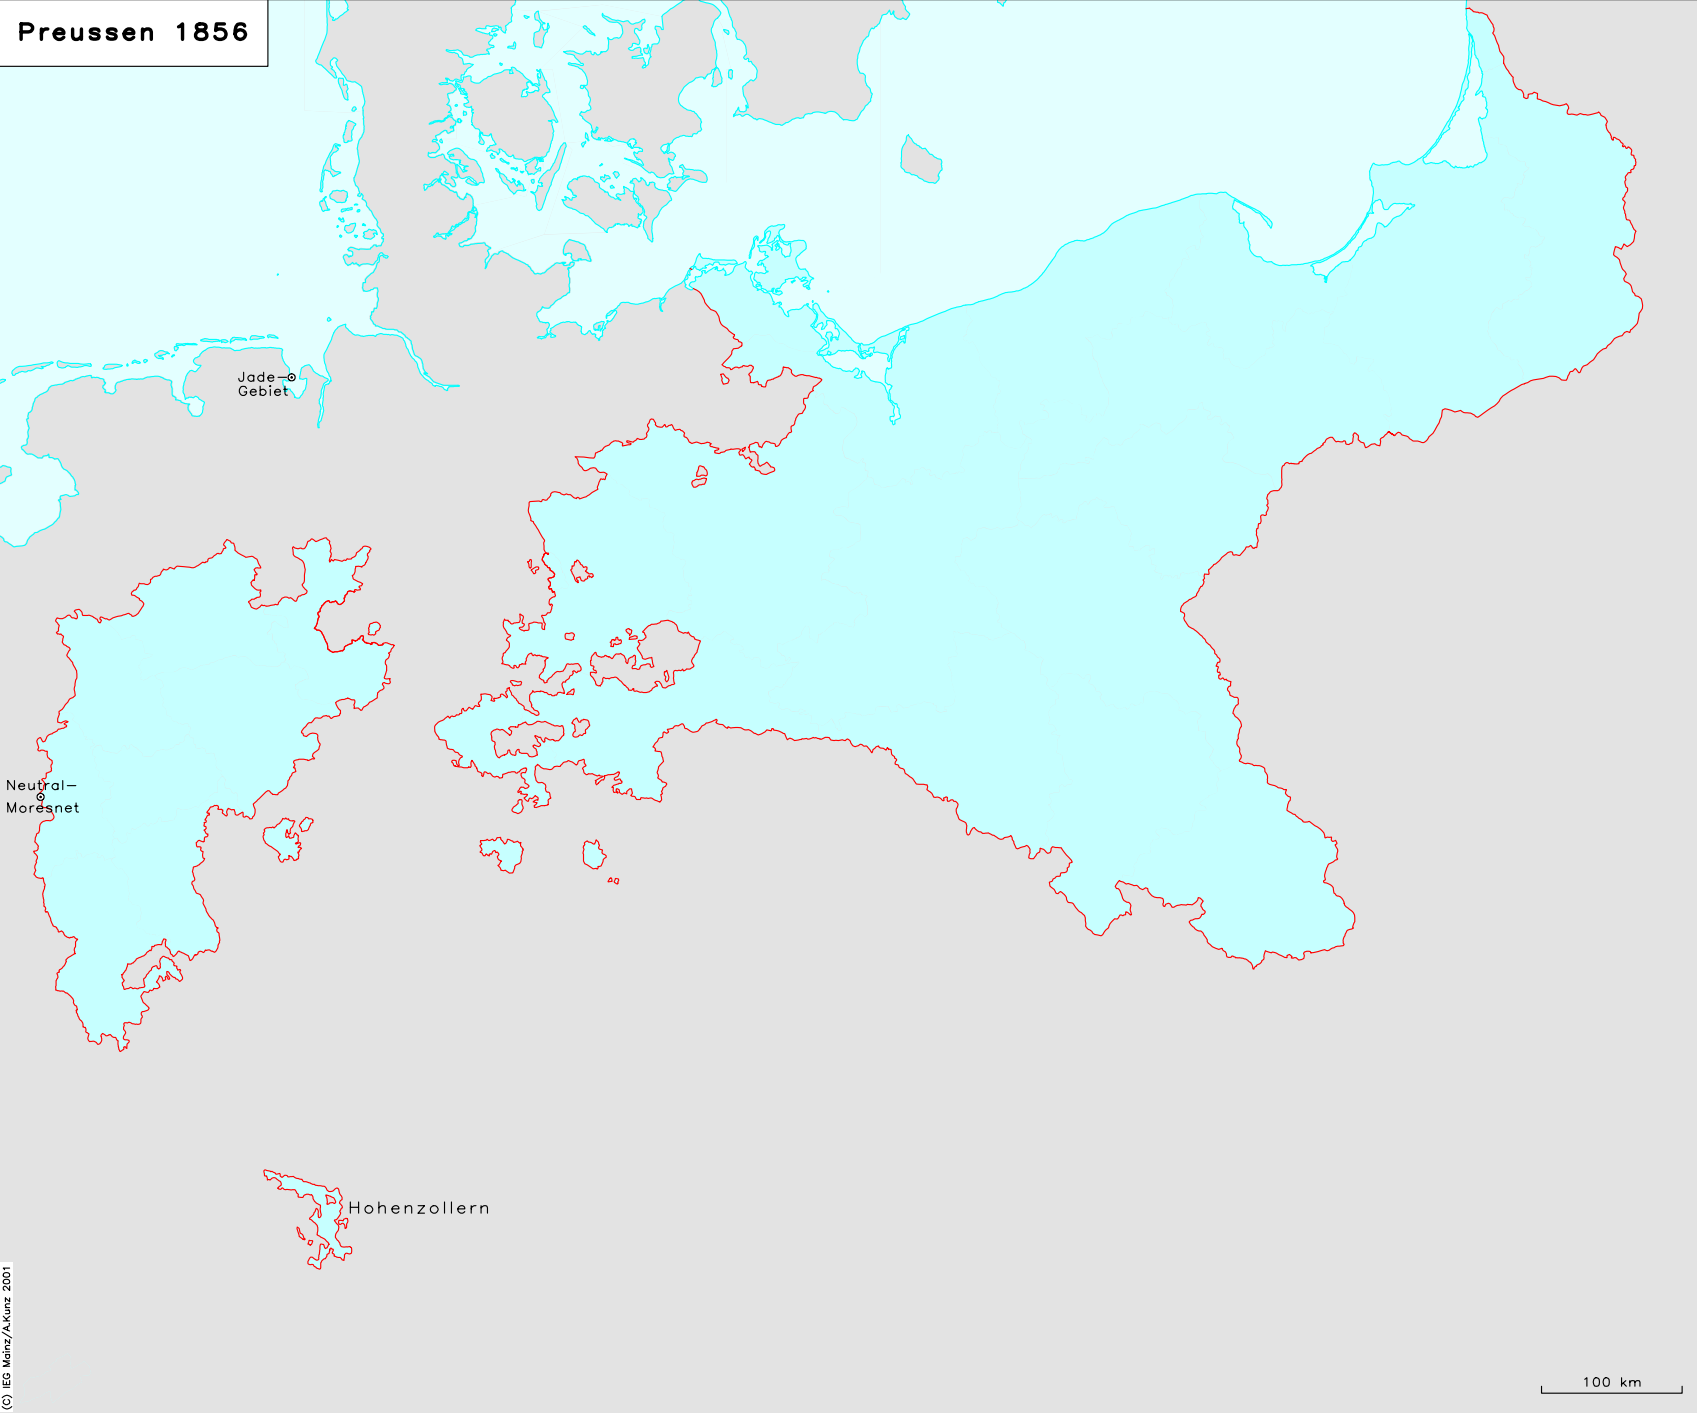 Preussen 1856
Jade-
Gebiet
Neutral-
Moresnet
Hohenzollern
100 km
(C) IEG Mainz/A.Kunz 2001